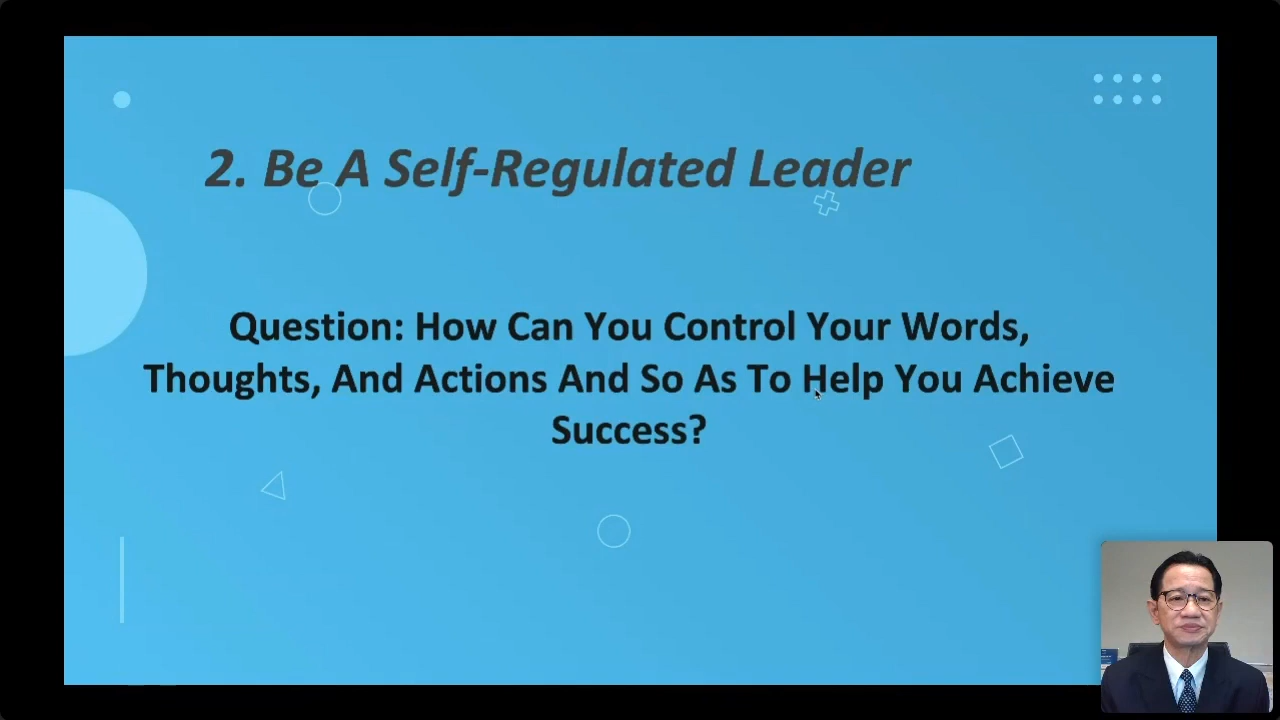 2. Be A Self-Regulated Leader
Question: How Can You Control Your Words,
Thoughts, And Actions And So As To Help You Achieve
Success?